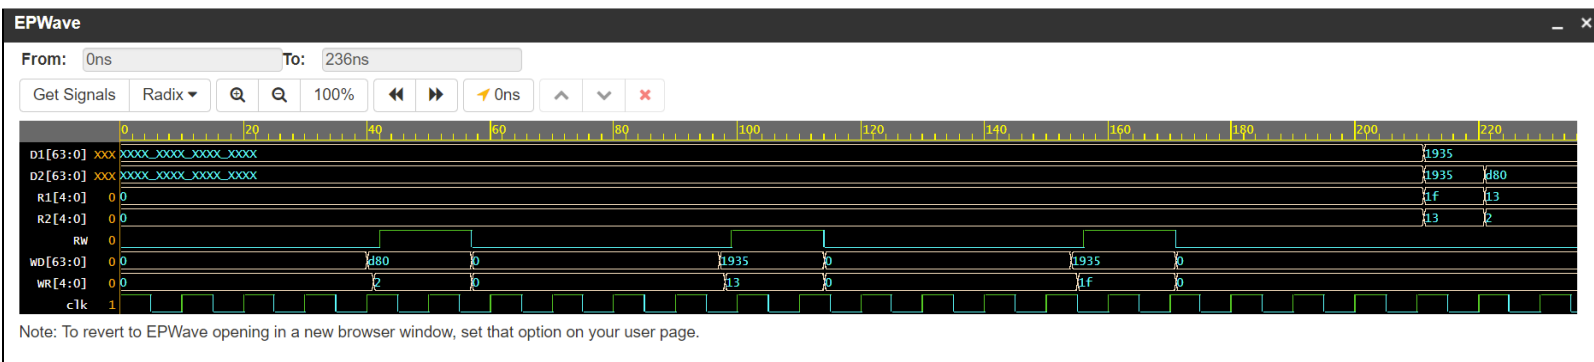 EPWave
From: 0ns To: 236ns
Get Signals Radix 100% 0ns
0 20 40 60 80 100 120 140 160 180 200 220
D1[63:0] XXX XXXX_XXXX_XXXX_XXXX 1935
D2[63:0] XXX XXXX_XXXX_XXXX_XXXX 1935 d80
R1[4:0] 0 0 1f 13
R2[4:0] 0 0 13 2
RW 0
WD[63:0] 0 0 d80 0 1935 0 1935 0
WR[4:0] 0 0 2 0 13 0 1f 0
clk 1
Note: To revert to EPWave opening in a new browser window, set that option on your user page.